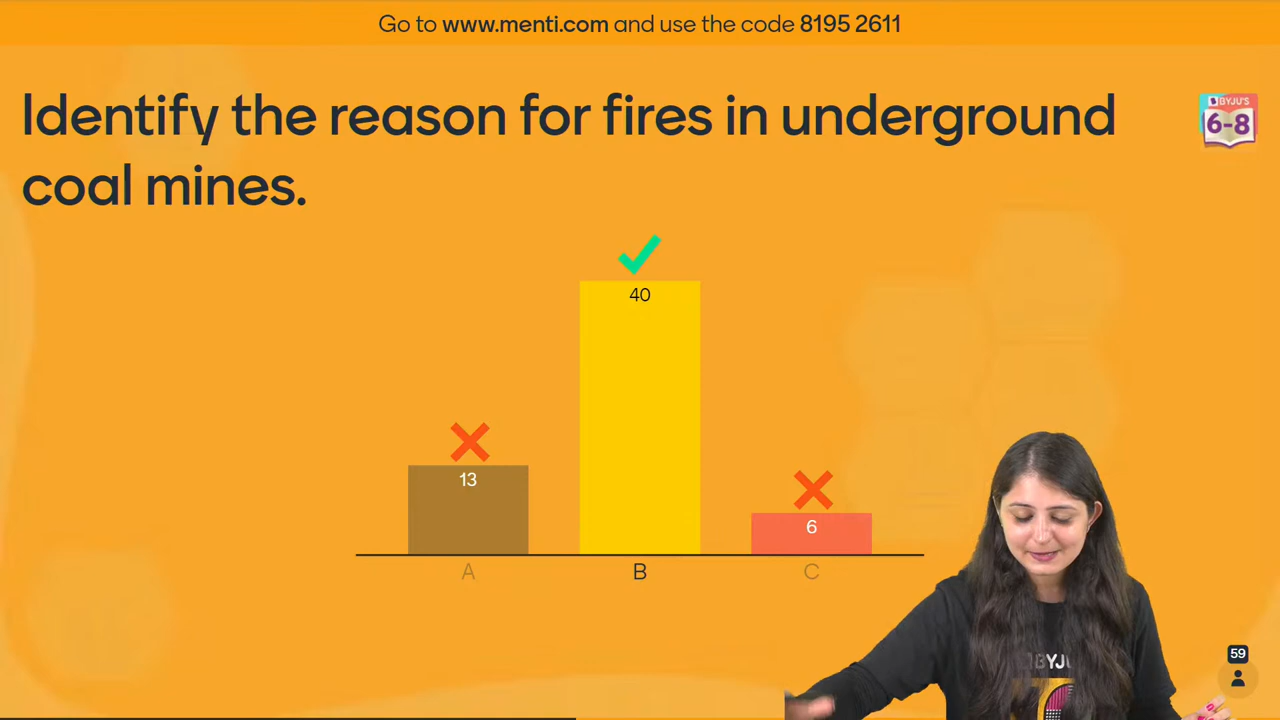 Go to www.menti.com and use the code 8195 2611
Identify the reason for fires in underground
coal mines.
BYJU'S
6-8
40
13
6
A
B
C
59